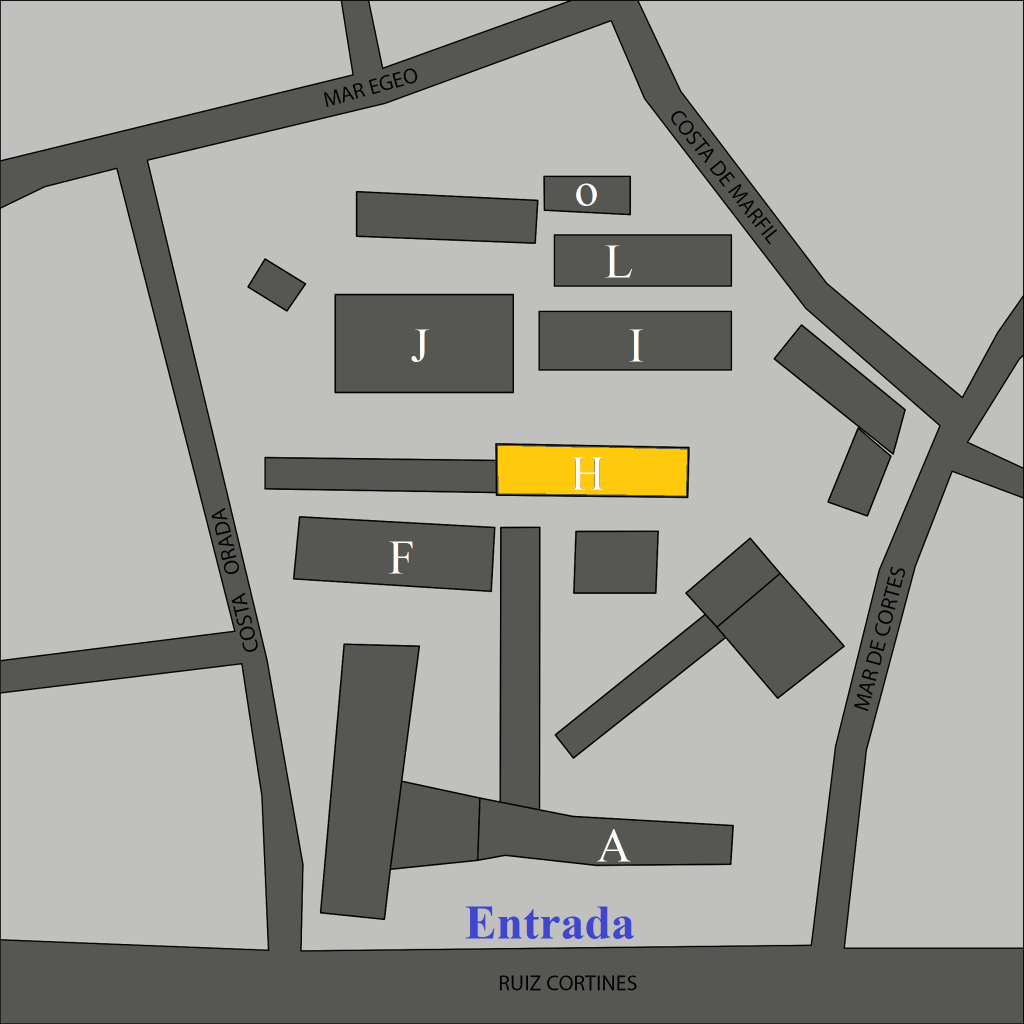 MAR EGEO
COSTA DE MARFIL
O
L
J
I
H
F
COSTA ORADA
MAR DE CORTES
A
Entrada
RUIZ CORTINES